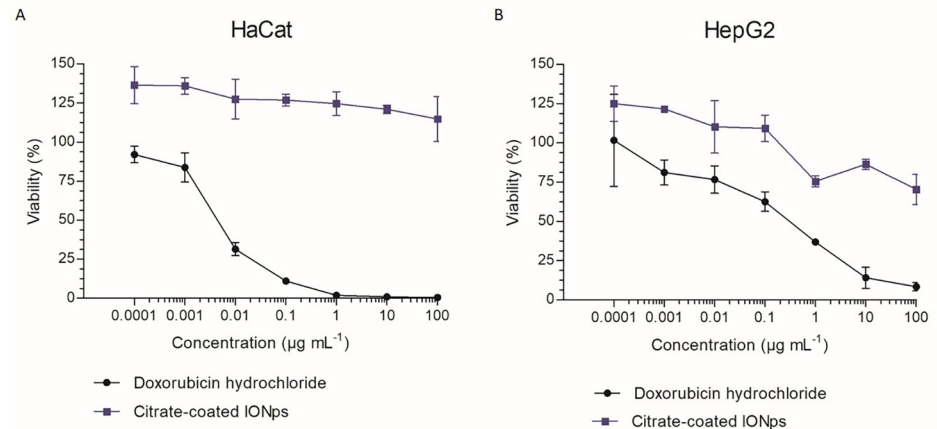 A
HaCat
150
125
100
75
50
25
0
Viability (%)
0.0001 0.001 0.01 0.1 1 10 100
Concentration (µg mL⁻¹)
Doxorubicin hydrochloride
Citrate-coated IONps
B
HepG2
150
125
100
75
50
25
0
Viability (%)
0.0001 0.001 0.01 0.1 1 10 100
Concentration (µg mL⁻¹)
Doxorubicin hydrochloride
Citrate-coated IONps